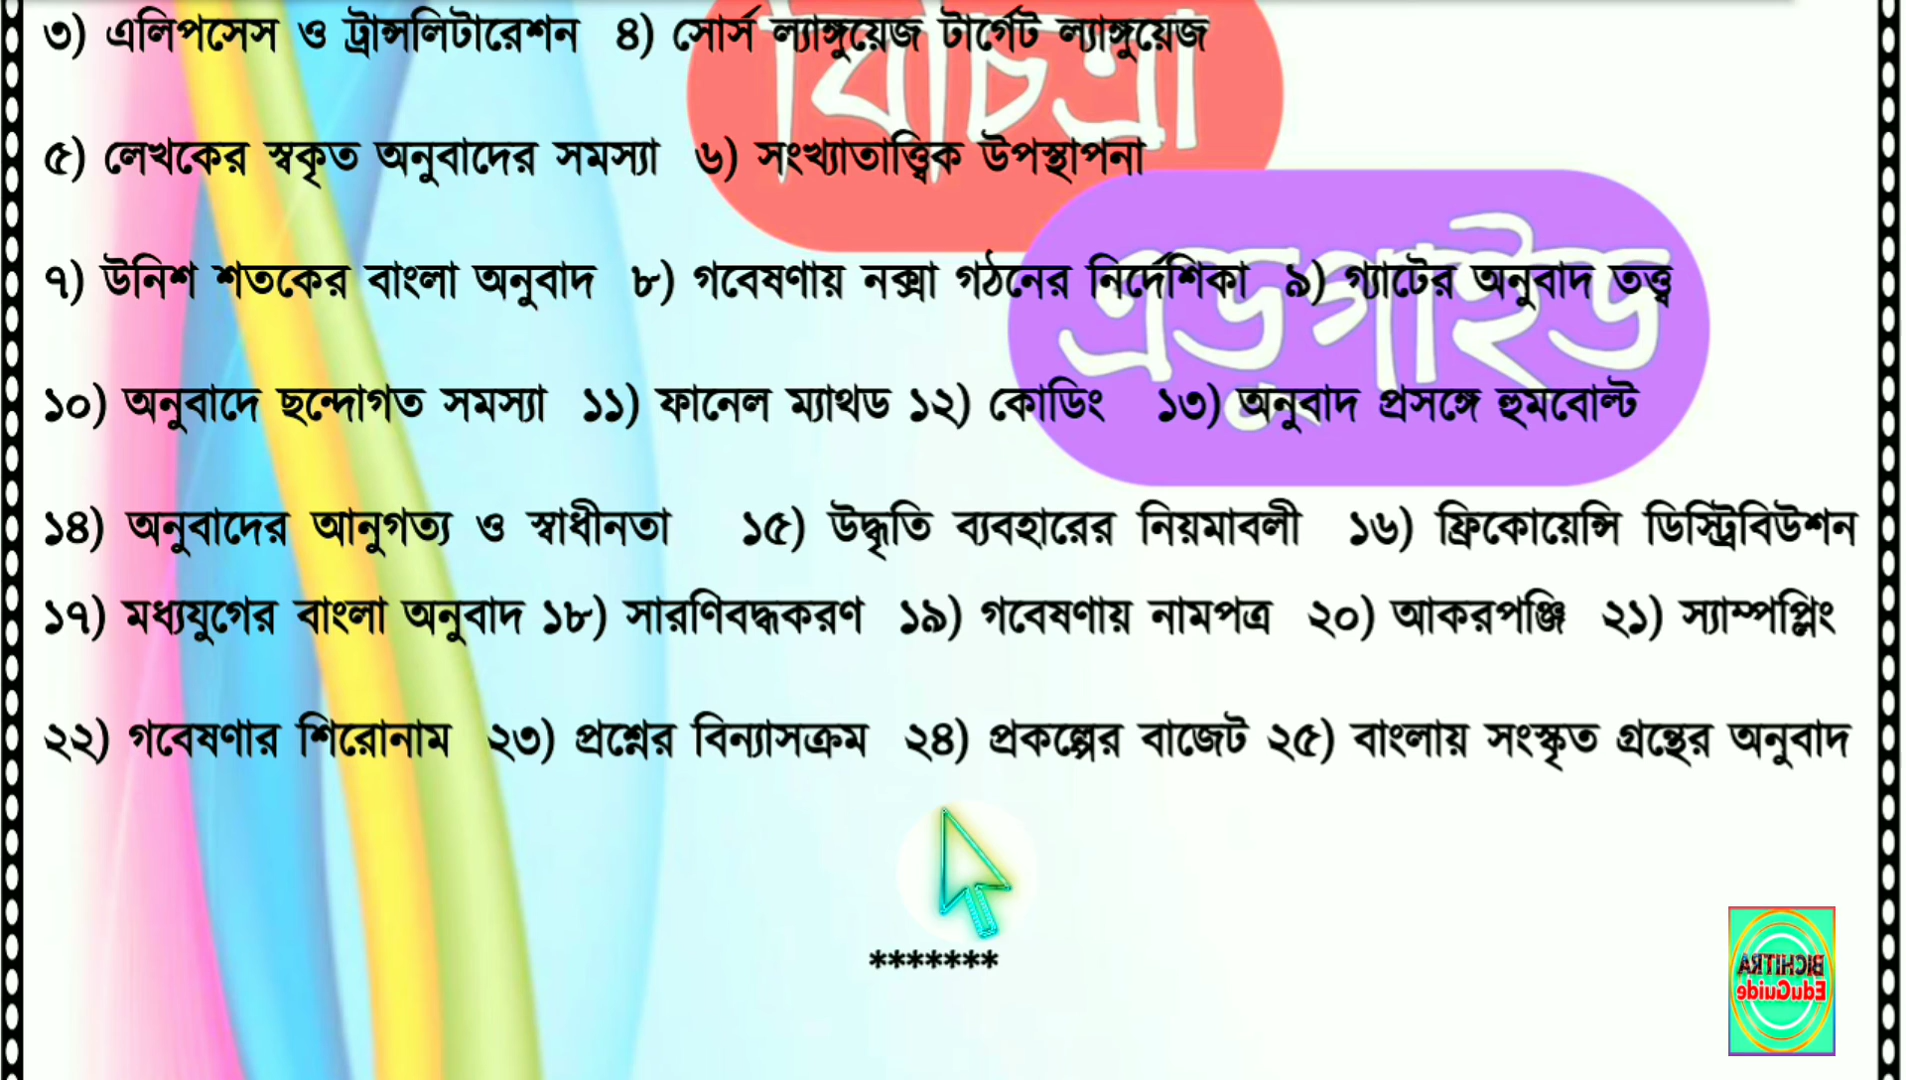 ৩) এলিপসেস ও ট্রান্সলিটারেশন ৪) সোর্স ল্যাঙ্গুয়েজ টার্গেট ল্যাঙ্গুয়েজ
বিচিত্রা
৫) লেখকের স্বকৃত অনুবাদের সমস্যা ৬) সংখ্যাতাত্ত্বিক উপস্থাপনা
৭) উনিশ শতকের বাংলা অনুবাদ ৮) গবেষণায় নক্সা গঠনের নির্দেশিকা ৯) গ্যাটের অনুবাদ তত্ত্ব
এডুগাইড
১০) অনুবাদে ছন্দোগত সমস্যা ১১) ফানেল ম্যাথড ১২) কোডিং ১৩) অনুবাদ প্রসঙ্গে হুমবোল্ট
১৪) অনুবাদের আনুগত্য ও স্বাধীনতা ১৫) উদ্ধৃতি ব্যবহারের নিয়মাবলী ১৬) ফ্রিকোয়েন্সি ডিস্ট্রিবিউশন
১৭) মধ্যযুগের বাংলা অনুবাদ ১৮) সারণিবদ্ধকরণ ১৯) গবেষণায় নামপত্র ২০) আকরপঞ্জি ২১) স্যাম্পপ্লিং
২২) গবেষণার শিরোনাম ২৩) প্রশ্নের বিন্যাসক্রম ২৪) প্রকল্পের বাজেট ২৫) বাংলায় সংস্কৃত গ্রন্থের অনুবাদ
*******
BICHITRA
EduGuide